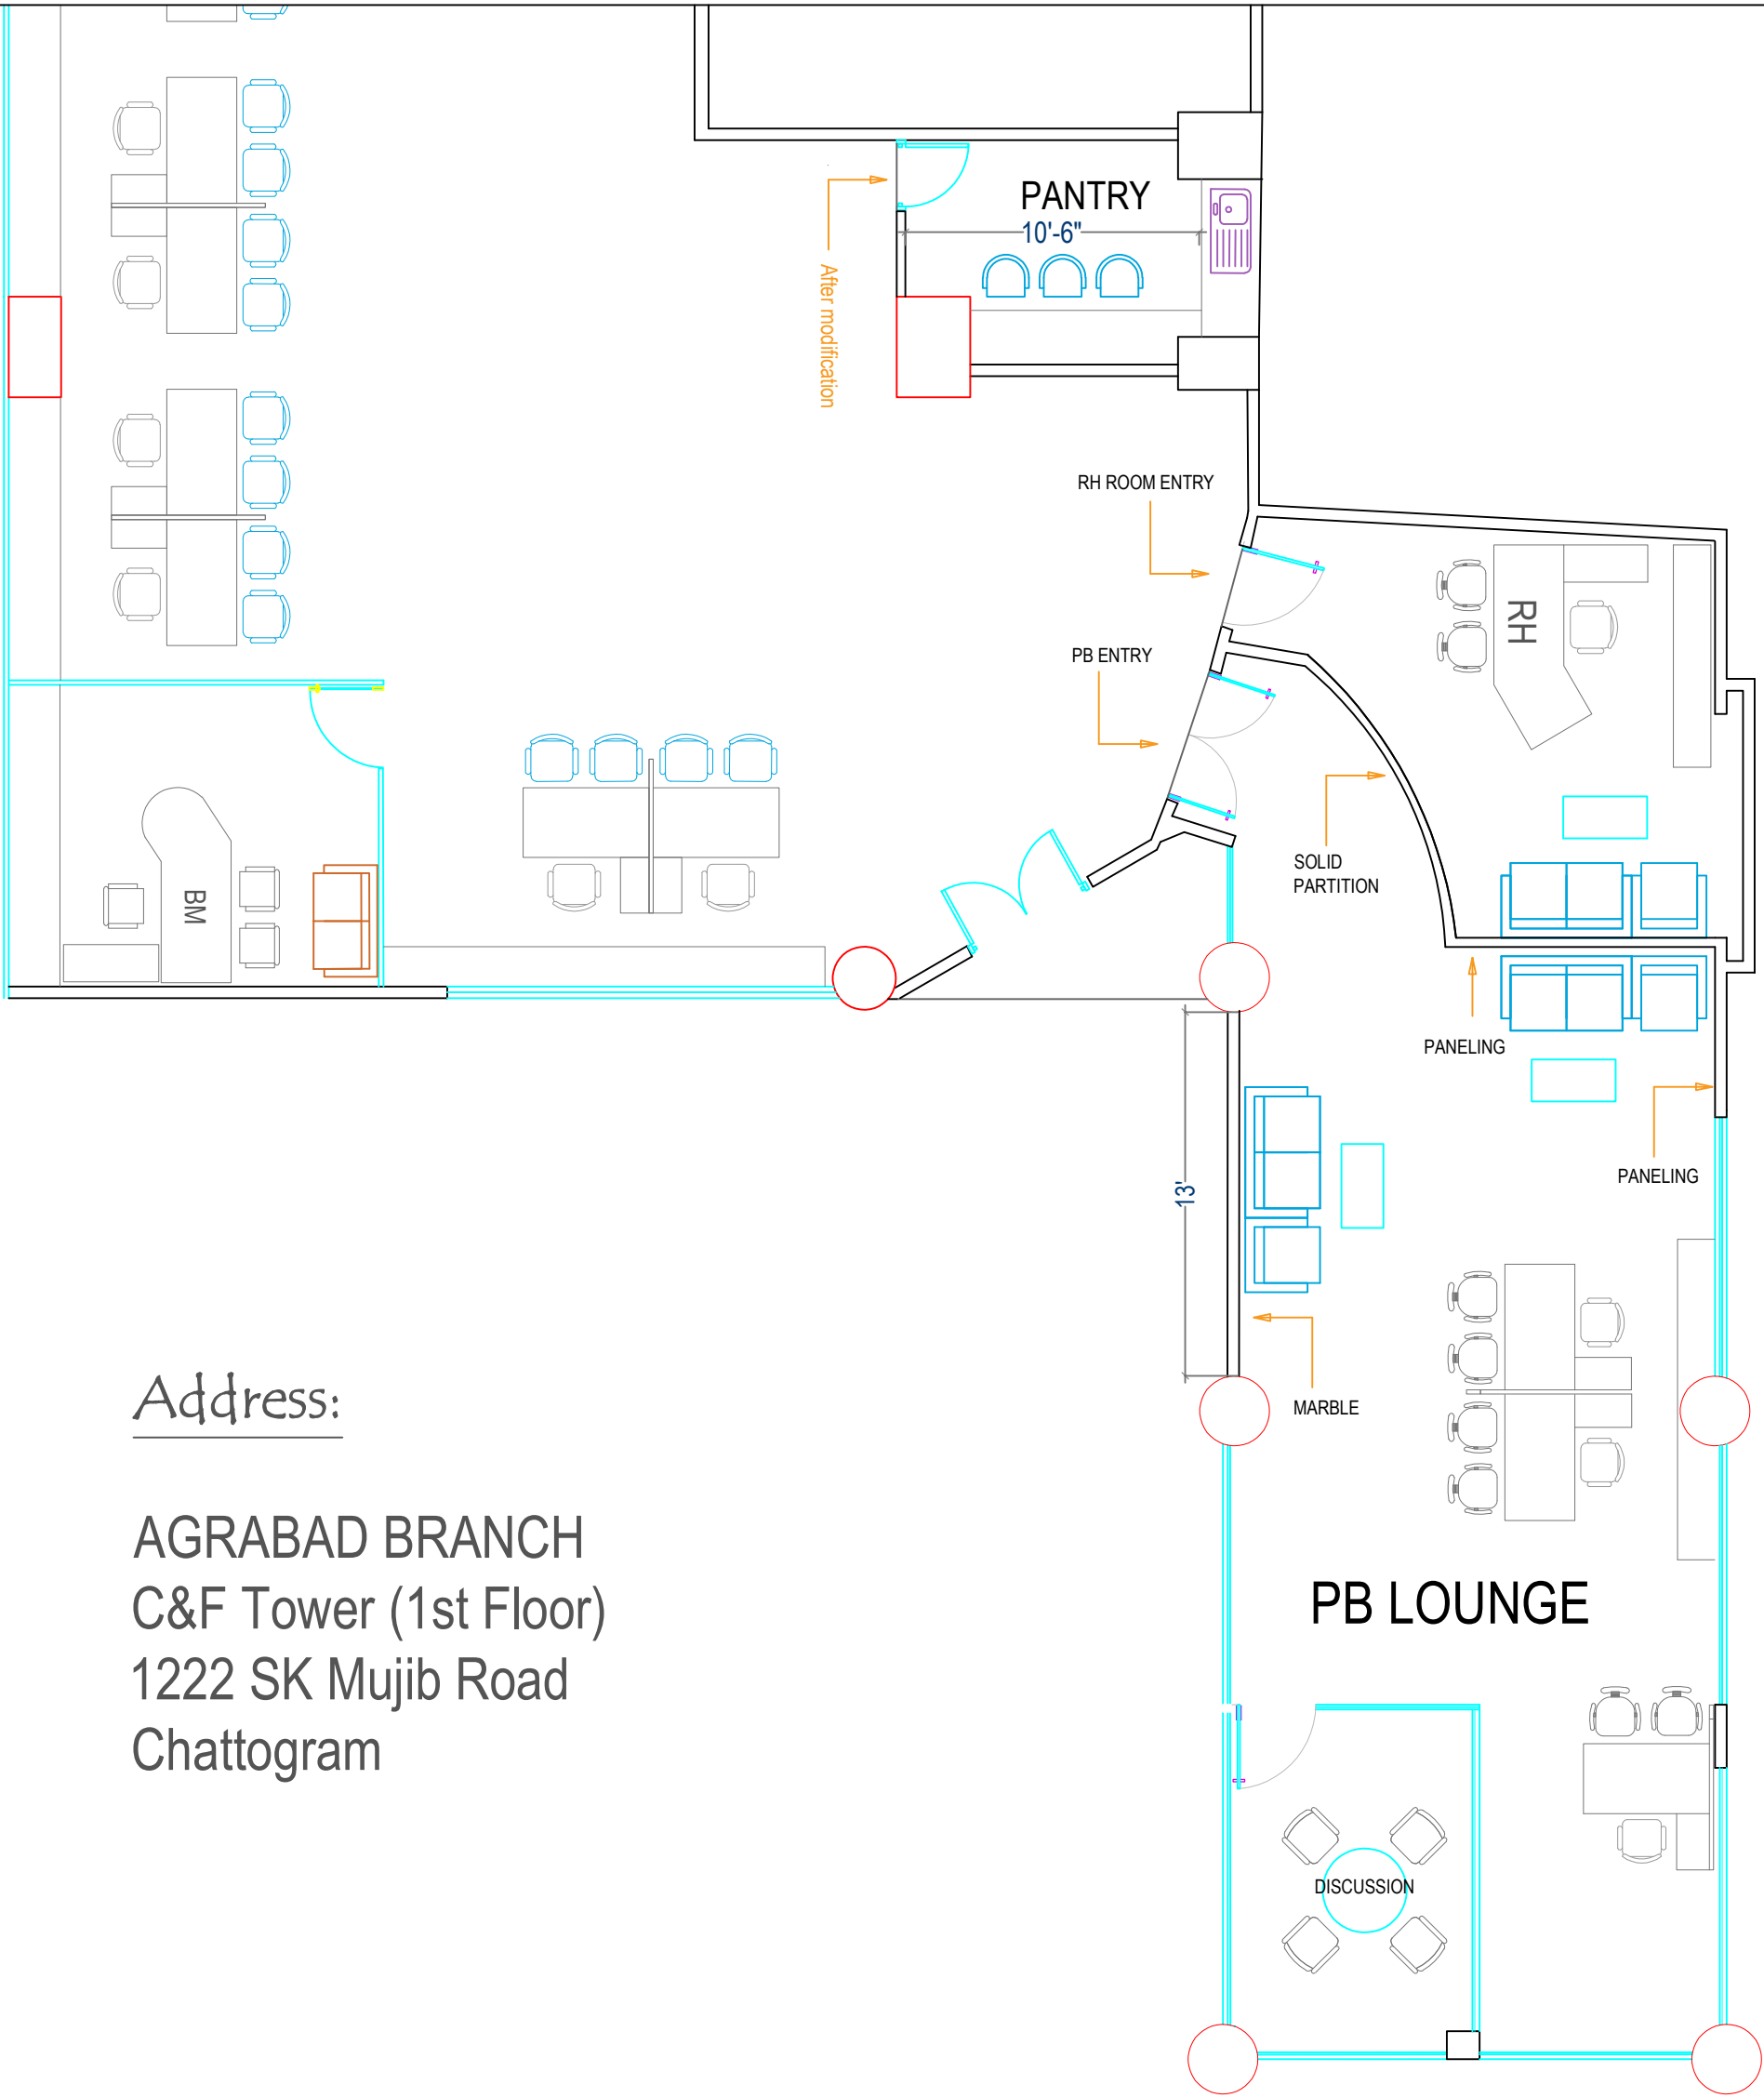 PANTRY
10'-6"
After modification
RH ROOM ENTRY
RH
PB ENTRY
SOLID
PARTITION
BM
PANELING
PANELING
13'
MARBLE
Address:
AGRABAD BRANCH
C&F Tower (1st Floor)
1222 SK Mujib Road
Chattogram
PB LOUNGE
DISCUSSION